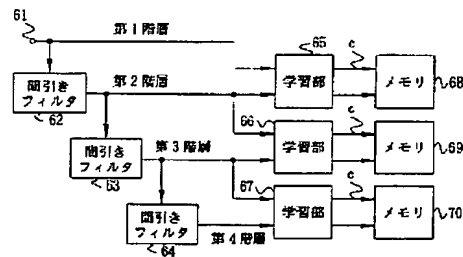 61
第1階層
65
c
学習部
メモリ
68
間引き
フィルタ
62
第2階層
66
c
学習部
メモリ
69
間引き
フィルタ
63
第3階層
67
c
学習部
メモリ
70
間引き
フィルタ
64
第4階層